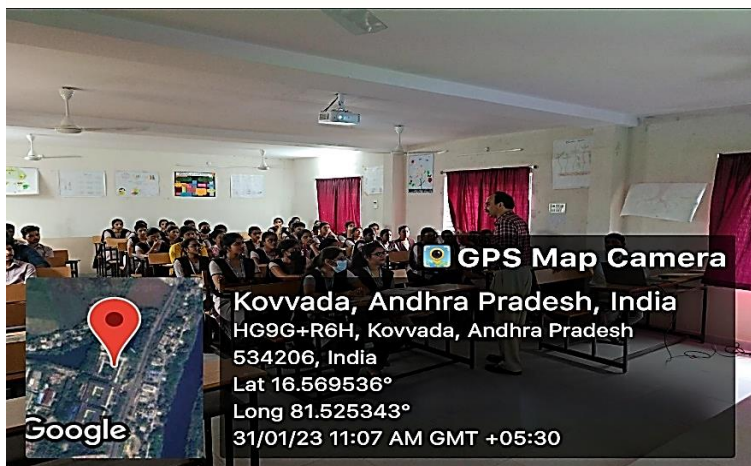 GPS Map Camera
Kovvada, Andhra Pradesh, India
HG9G+R6H, Kovvada, Andhra Pradesh
534206, India
Lat 16.569536°
Long 81.525343°
31/01/23 11:07 AM GMT +05:30
Google